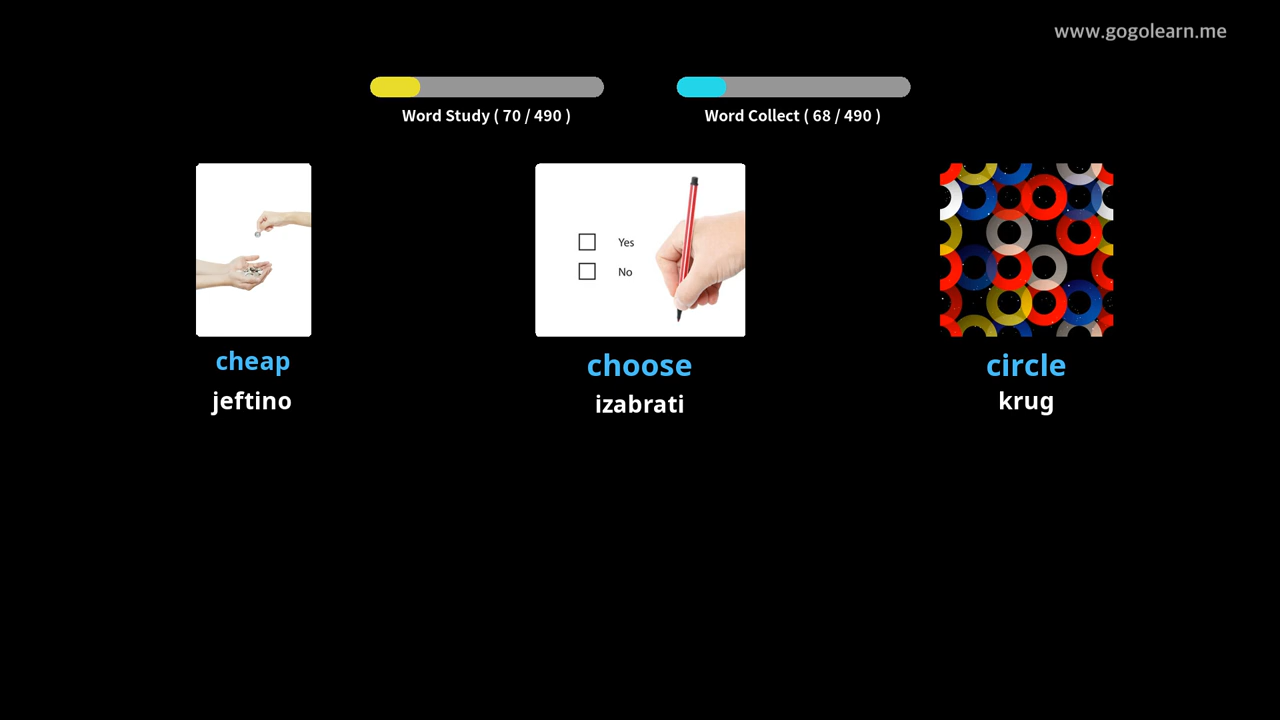 www.gogolearn.me
Word Study ( 70 / 490 )
Word Collect ( 68 / 490 )
Yes
No
cheap
jeftino
choose
izabrati
circle
krug